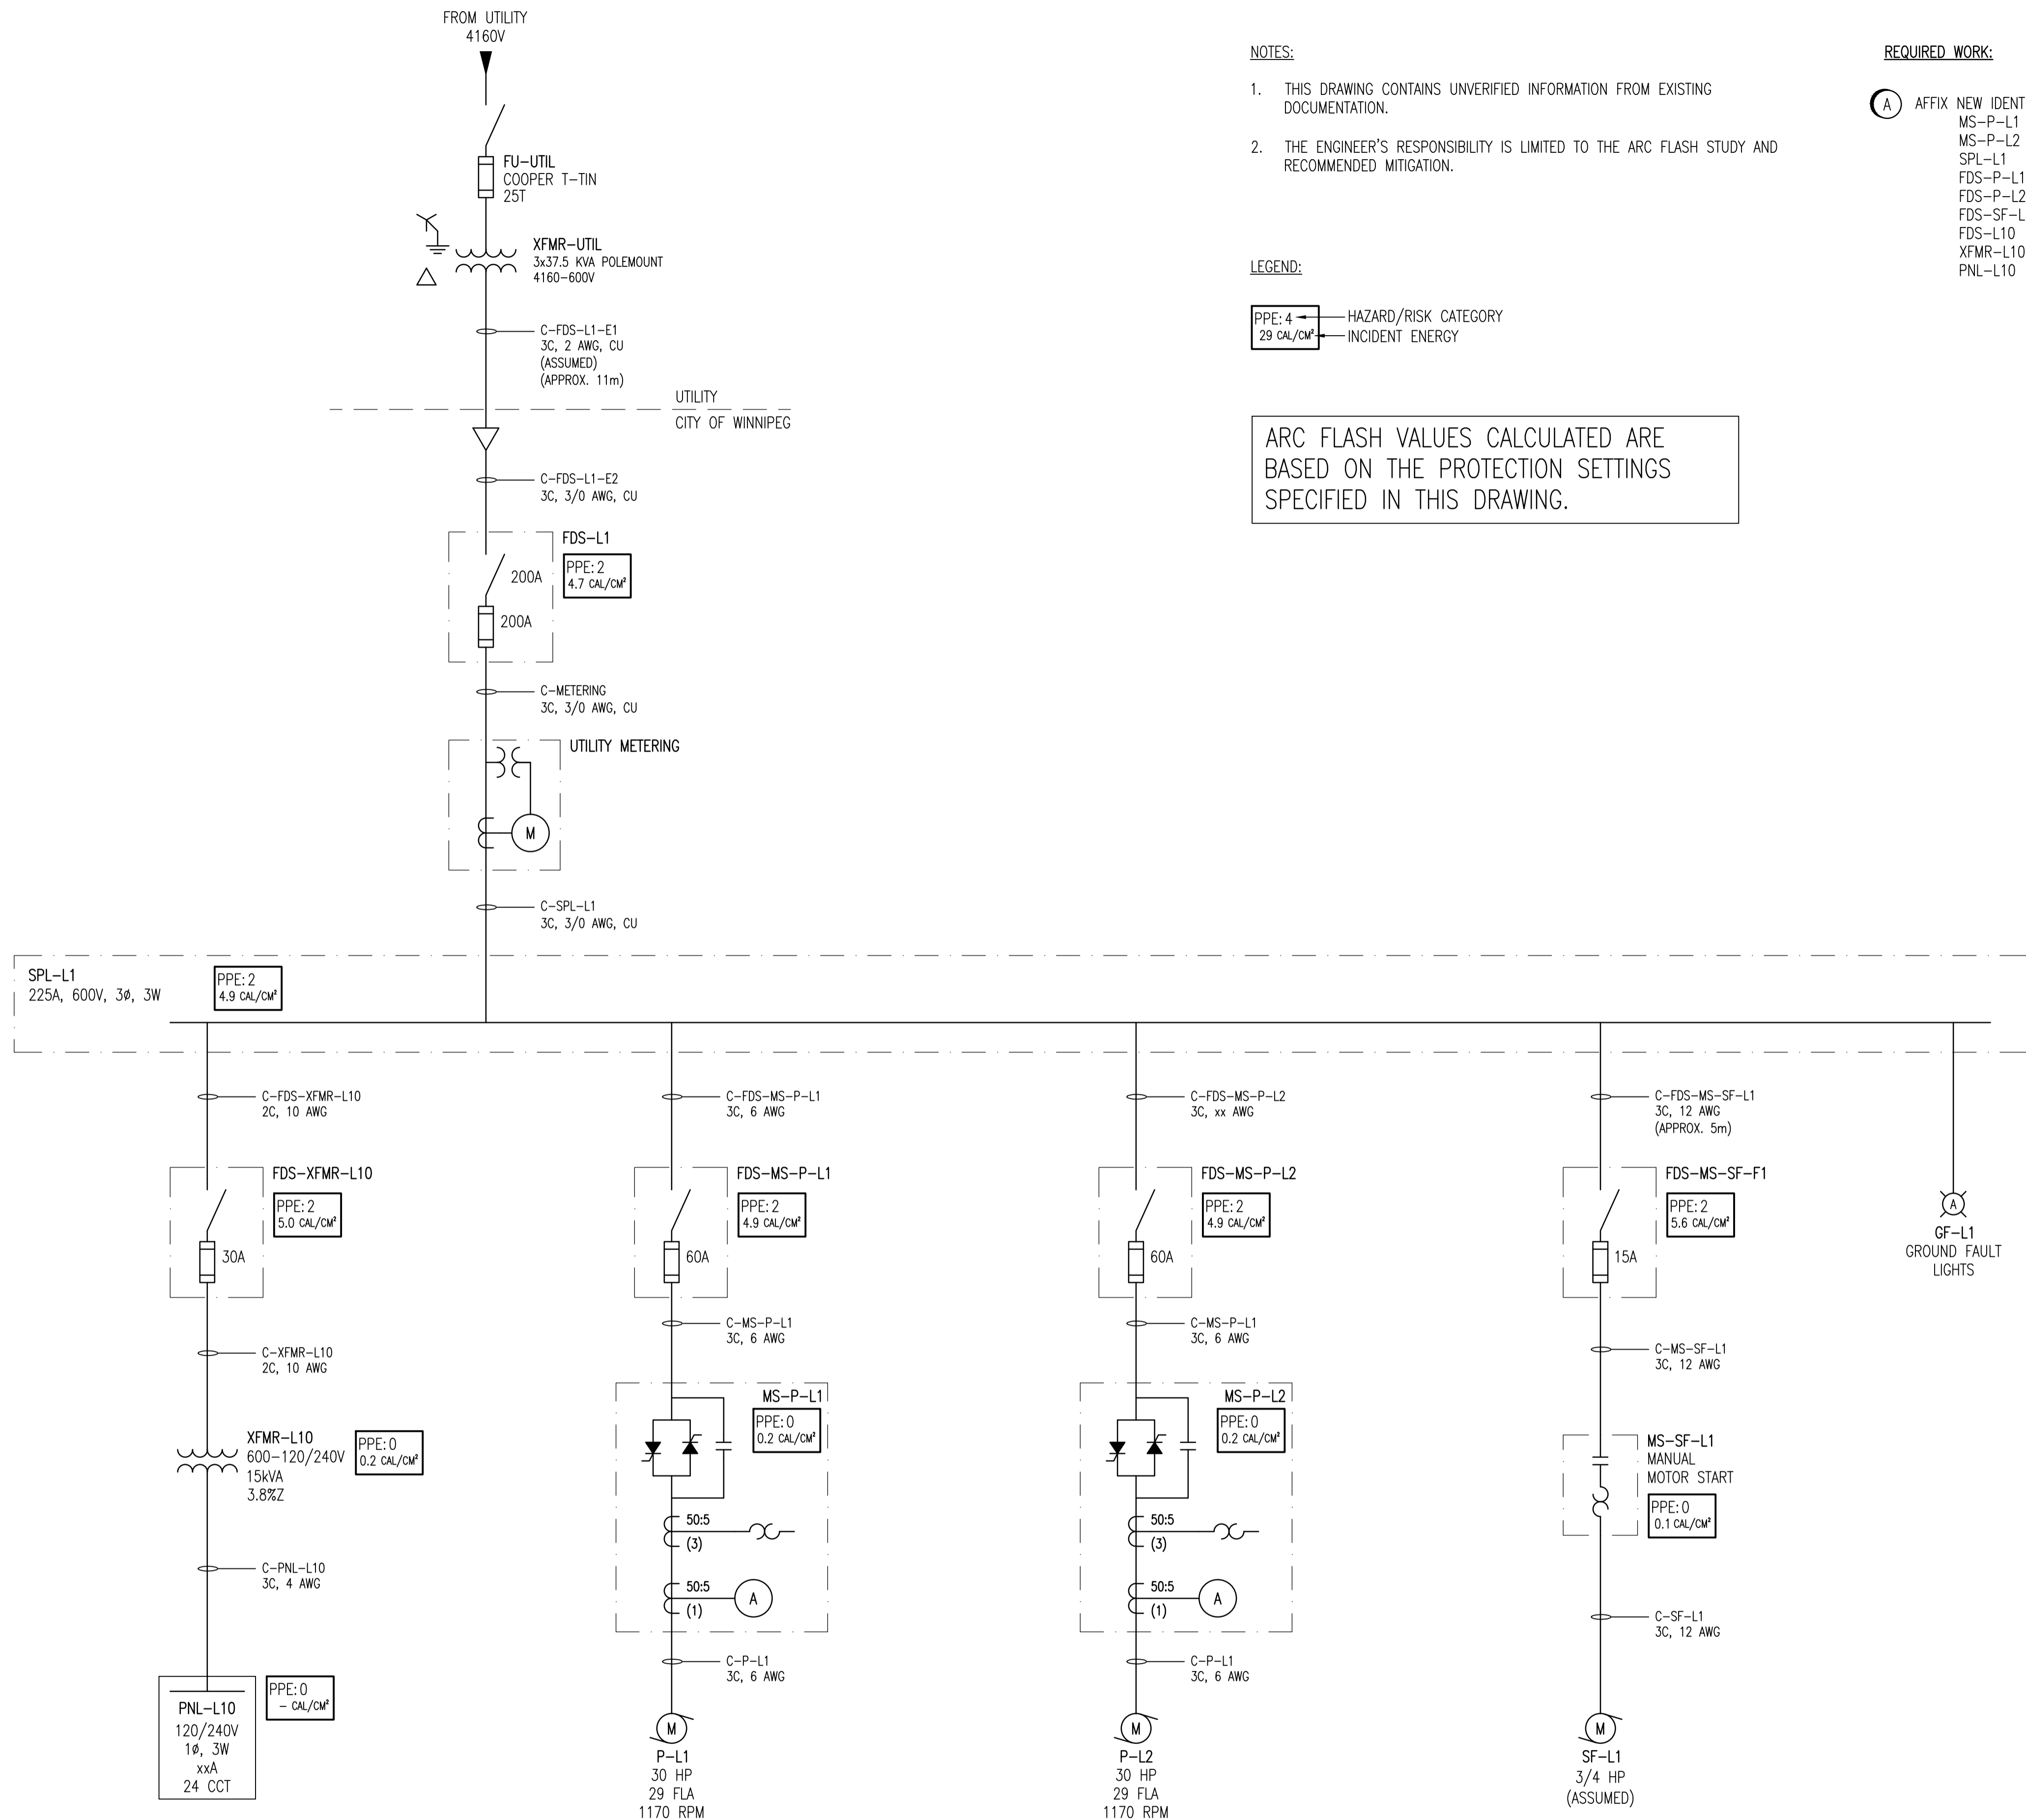 FROM UTILITY
4160V
FU-UTIL
COOPER T-TIN
25T
XFMR-UTIL
3x37.5 KVA POLEMOUNT
4160-600V
C-FDS-L1-E1
3C, 2 AWG, CU
(ASSUMED)
(APPROX. 11m)
UTILITY
CITY OF WINNIPEG
C-FDS-L1-E2
3C, 3/0 AWG, CU
FDS-L1
PPE: 2
4.7 CAL/CM²
200A
200A
C-METERING
3C, 3/0 AWG, CU
UTILITY METERING
M
C-SPL-L1
3C, 3/0 AWG, CU
NOTES:
1. THIS DRAWING CONTAINS UNVERIFIED INFORMATION FROM EXISTING
DOCUMENTATION.
2. THE ENGINEER'S RESPONSIBILITY IS LIMITED TO THE ARC FLASH STUDY AND
RECOMMENDED MITIGATION.
LEGEND:
PPE: 4 HAZARD/RISK CATEGORY
29 CAL/CM² INCIDENT ENERGY
ARC FLASH VALUES CALCULATED ARE
BASED ON THE PROTECTION SETTINGS
SPECIFIED IN THIS DRAWING.
REQUIRED WORK:
A AFFIX NEW IDENT
MS-P-L1
MS-P-L2
SPL-L1
FDS-P-L1
FDS-P-L2
FDS-SF-L
FDS-L10
XFMR-L10
PNL-L10
SPL-L1
225A, 600V, 3ø, 3W
PPE: 2
4.9 CAL/CM²
C-FDS-XFMR-L10
2C, 10 AWG
FDS-XFMR-L10
PPE: 2
5.0 CAL/CM²
30A
C-XFMR-L10
2C, 10 AWG
XFMR-L10
600-120/240V
15kVA
3.8%Z
PPE: 0
0.2 CAL/CM²
C-PNL-L10
3C, 4 AWG
PPE: 0
- CAL/CM²
PNL-L10
120/240V
1ø, 3W
xxA
24 CCT
C-FDS-MS-P-L1
3C, 6 AWG
FDS-MS-P-L1
PPE: 2
4.9 CAL/CM²
60A
C-MS-P-L1
3C, 6 AWG
MS-P-L1
PPE: 0
0.2 CAL/CM²
50:5
(3)
50:5
(1)
A
C-P-L1
3C, 6 AWG
M
P-L1
30 HP
29 FLA
1170 RPM
C-FDS-MS-P-L2
3C, xx AWG
FDS-MS-P-L2
PPE: 2
4.9 CAL/CM²
60A
C-MS-P-L1
3C, 6 AWG
MS-P-L2
PPE: 0
0.2 CAL/CM²
50:5
(3)
50:5
(1)
A
C-P-L1
3C, 6 AWG
M
P-L2
30 HP
29 FLA
1170 RPM
C-FDS-MS-SF-L1
3C, 12 AWG
(APPROX. 5m)
FDS-MS-SF-F1
PPE: 2
5.6 CAL/CM²
15A
C-MS-SF-L1
3C, 12 AWG
MS-SF-L1
MANUAL
MOTOR START
PPE: 0
0.1 CAL/CM²
C-SF-L1
3C, 12 AWG
M
SF-L1
3/4 HP
(ASSUMED)
A
GF-L1
GROUND FAULT
LIGHTS